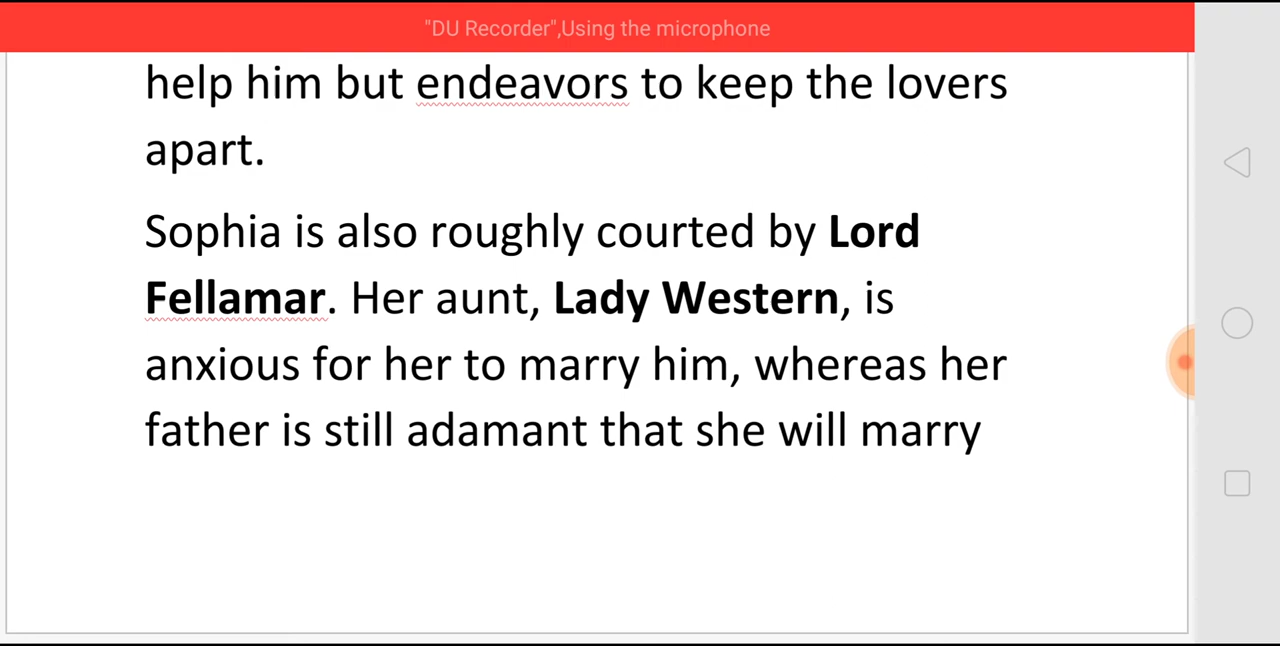 "DU Recorder",Using the microphone
help him but endeavors to keep the lovers
apart.
Sophia is also roughly courted by Lord
Fellamar. Her aunt, Lady Western, is
anxious for her to marry him, whereas her
father is still adamant that she will marry